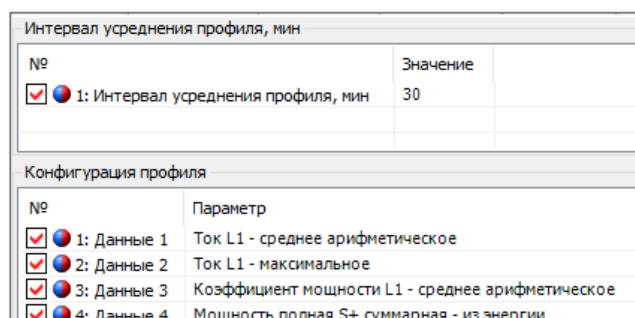 Интервал усреднения профиля, мин
№ Значение
1: Интервал усреднения профиля, мин 30
Конфигурация профиля
№ Параметр
1: Данные 1 Ток L1 - среднее арифметическое
2: Данные 2 Ток L1 - максимальное
3: Данные 3 Коэффициент мощности L1 - среднее арифметическое
4: Данные 4 Мощность полная S+ суммарная - из энергии